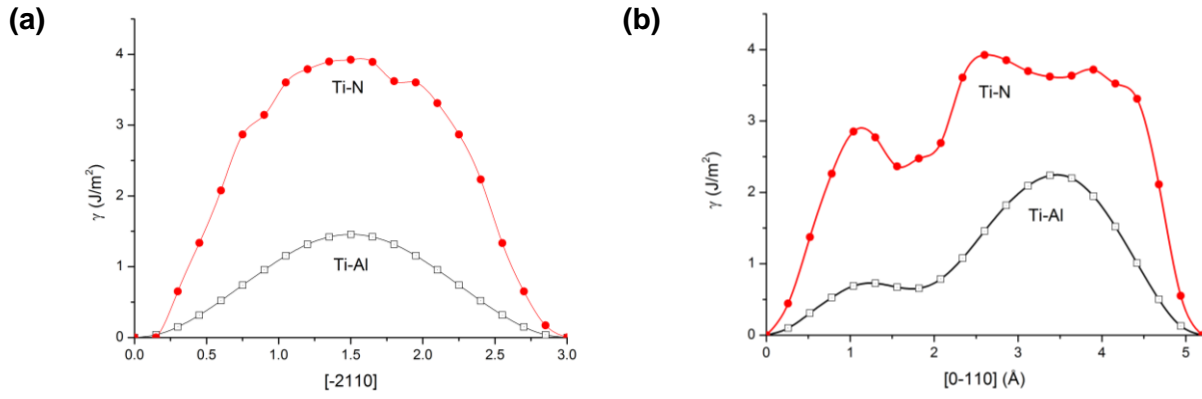 (a)
γ (J/m²)
4
3
2
1
0
Ti-N
Ti-Al
0.0 0.5 1.0 1.5 2.0 2.5 3.0
[-2110]
(b)
γ (J/m²)
4
3
2
1
0
Ti-N
Ti-Al
0 1 2 3 4 5
[0-110] (Å)